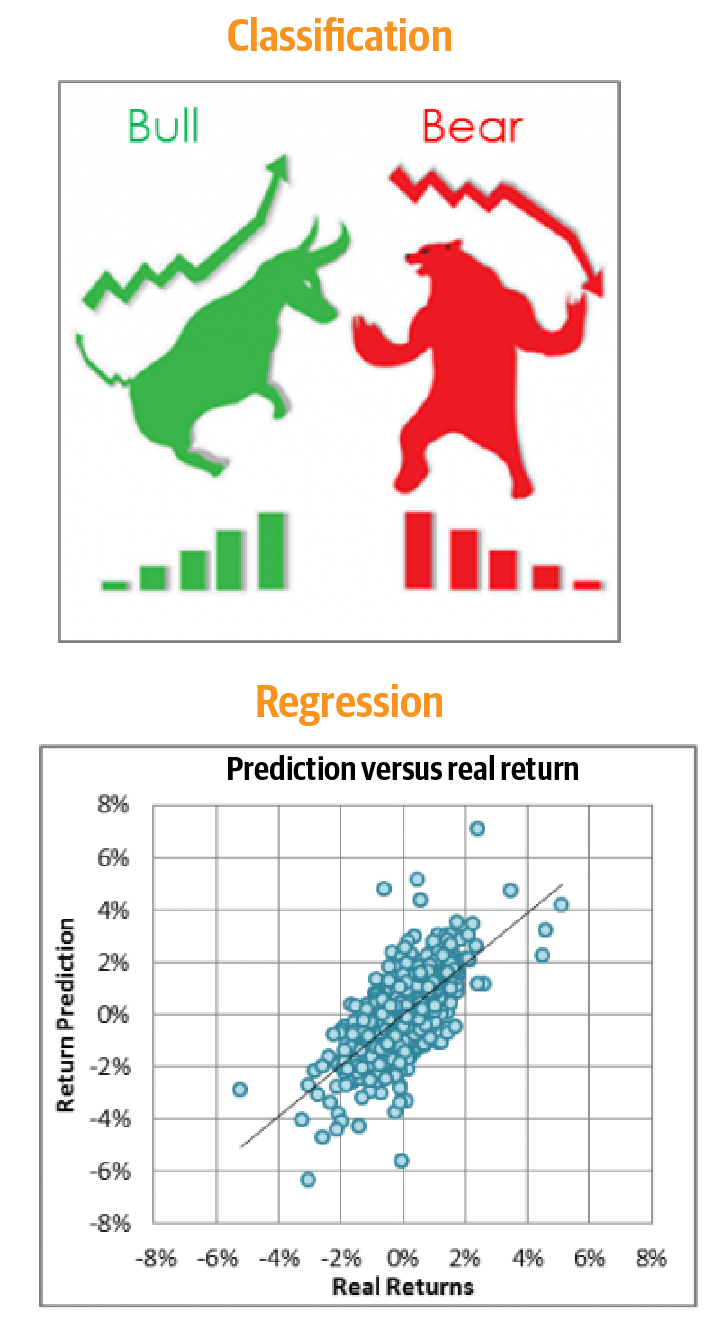 Classification
Bull Bear
Regression
Prediction versus real return
8%
6%
4%
2%
0%
-2%
-4%
-6%
-8%
Return Prediction
-8% -6% -4% -2% 0% 2% 4% 6% 8%
Real Returns